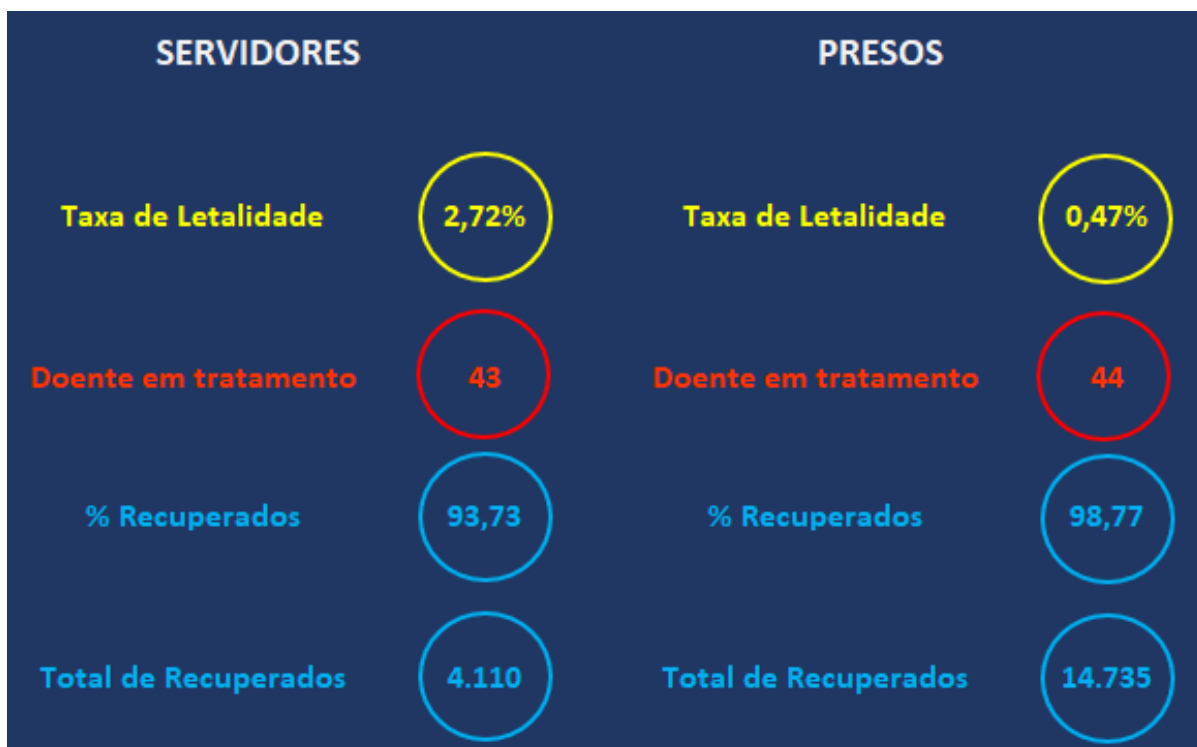 SERVIDORES
PRESOS
Taxa de Letalidade
2,72%
Taxa de Letalidade
0,47%
Doente em tratamento
43
Doente em tratamento
44
% Recuperados
93,73
% Recuperados
98,77
Total de Recuperados
4.110
Total de Recuperados
14.735